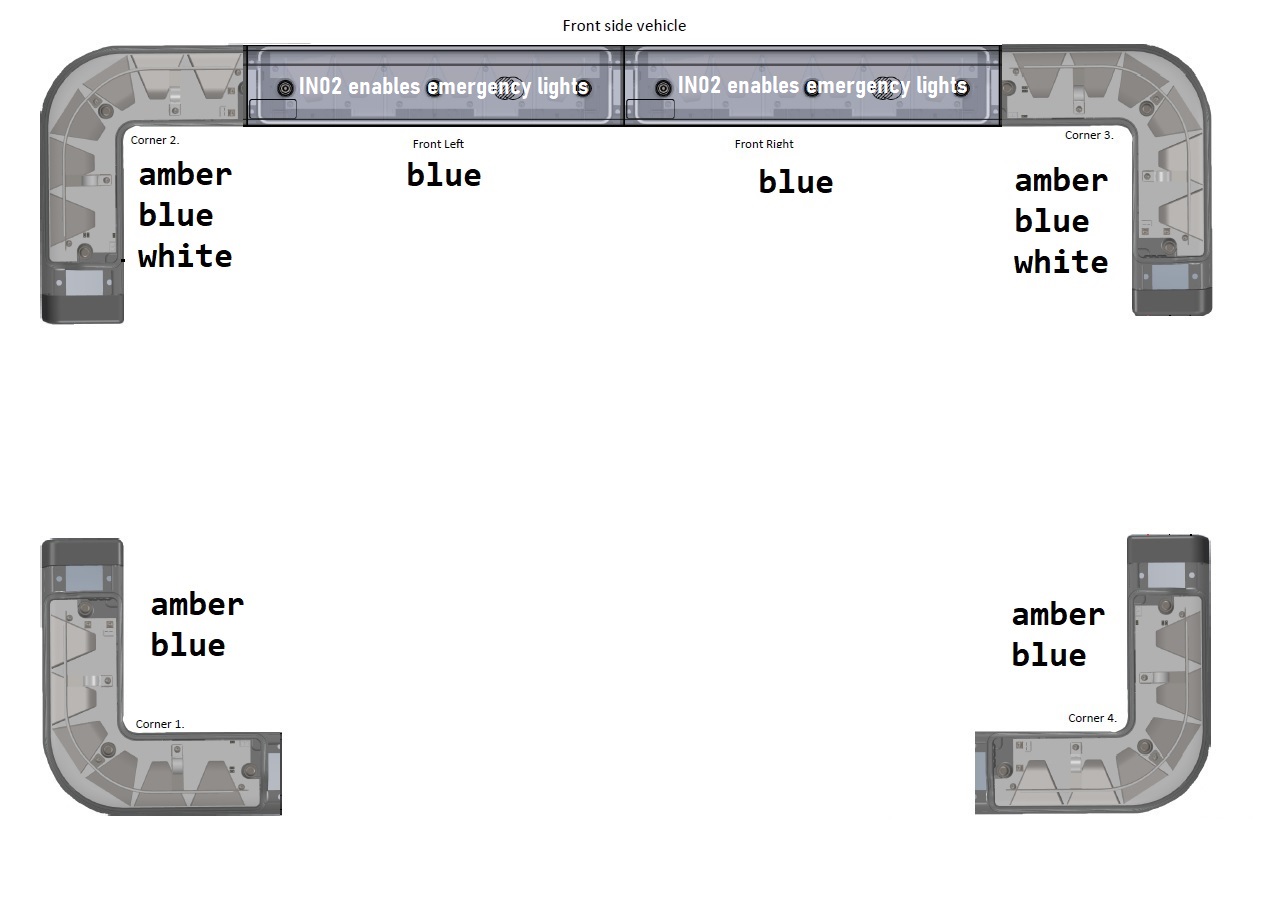 Front side vehicle
IN02 enables emergency lights
IN02 enables emergency lights
Corner 2.
Front Left
Front Right
Corner 3.
amber
blue
white
blue
blue
amber
blue
white
amber
blue
amber
blue
Corner 1.
Corner 4.